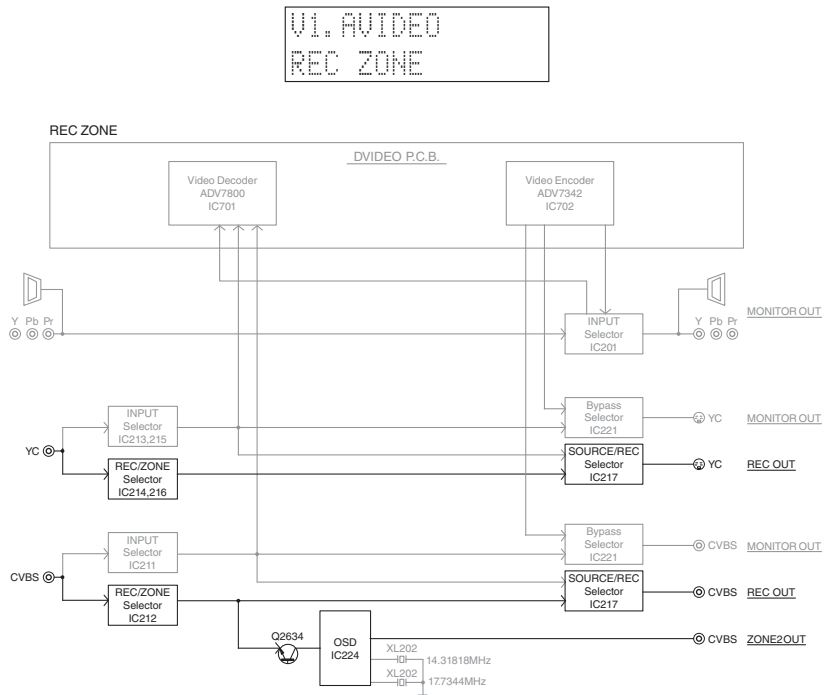 V1.AVIDEO
REC ZONE
REC ZONE
DVIDEO P.C.B.
Video Decoder
ADV7800
IC701
Video Encoder
ADV7342
IC702
Y Pb Pr
INPUT
Selector
IC201
Y Pb Pr
MONITOR OUT
INPUT
Selector
IC213,215
Bypass
Selector
IC221
YC
MONITOR OUT
YC
REC/ZONE
Selector
IC214,216
SOURCE/REC
Selector
IC217
YC
REC OUT
INPUT
Selector
IC211
Bypass
Selector
IC221
CVBS
MONITOR OUT
CVBS
REC/ZONE
Selector
IC212
SOURCE/REC
Selector
IC217
CVBS
REC OUT
Q2634
OSD
IC224
CVBS
ZONE2OUT
XL202
14.31818MHz
XL202
17.7344MHz